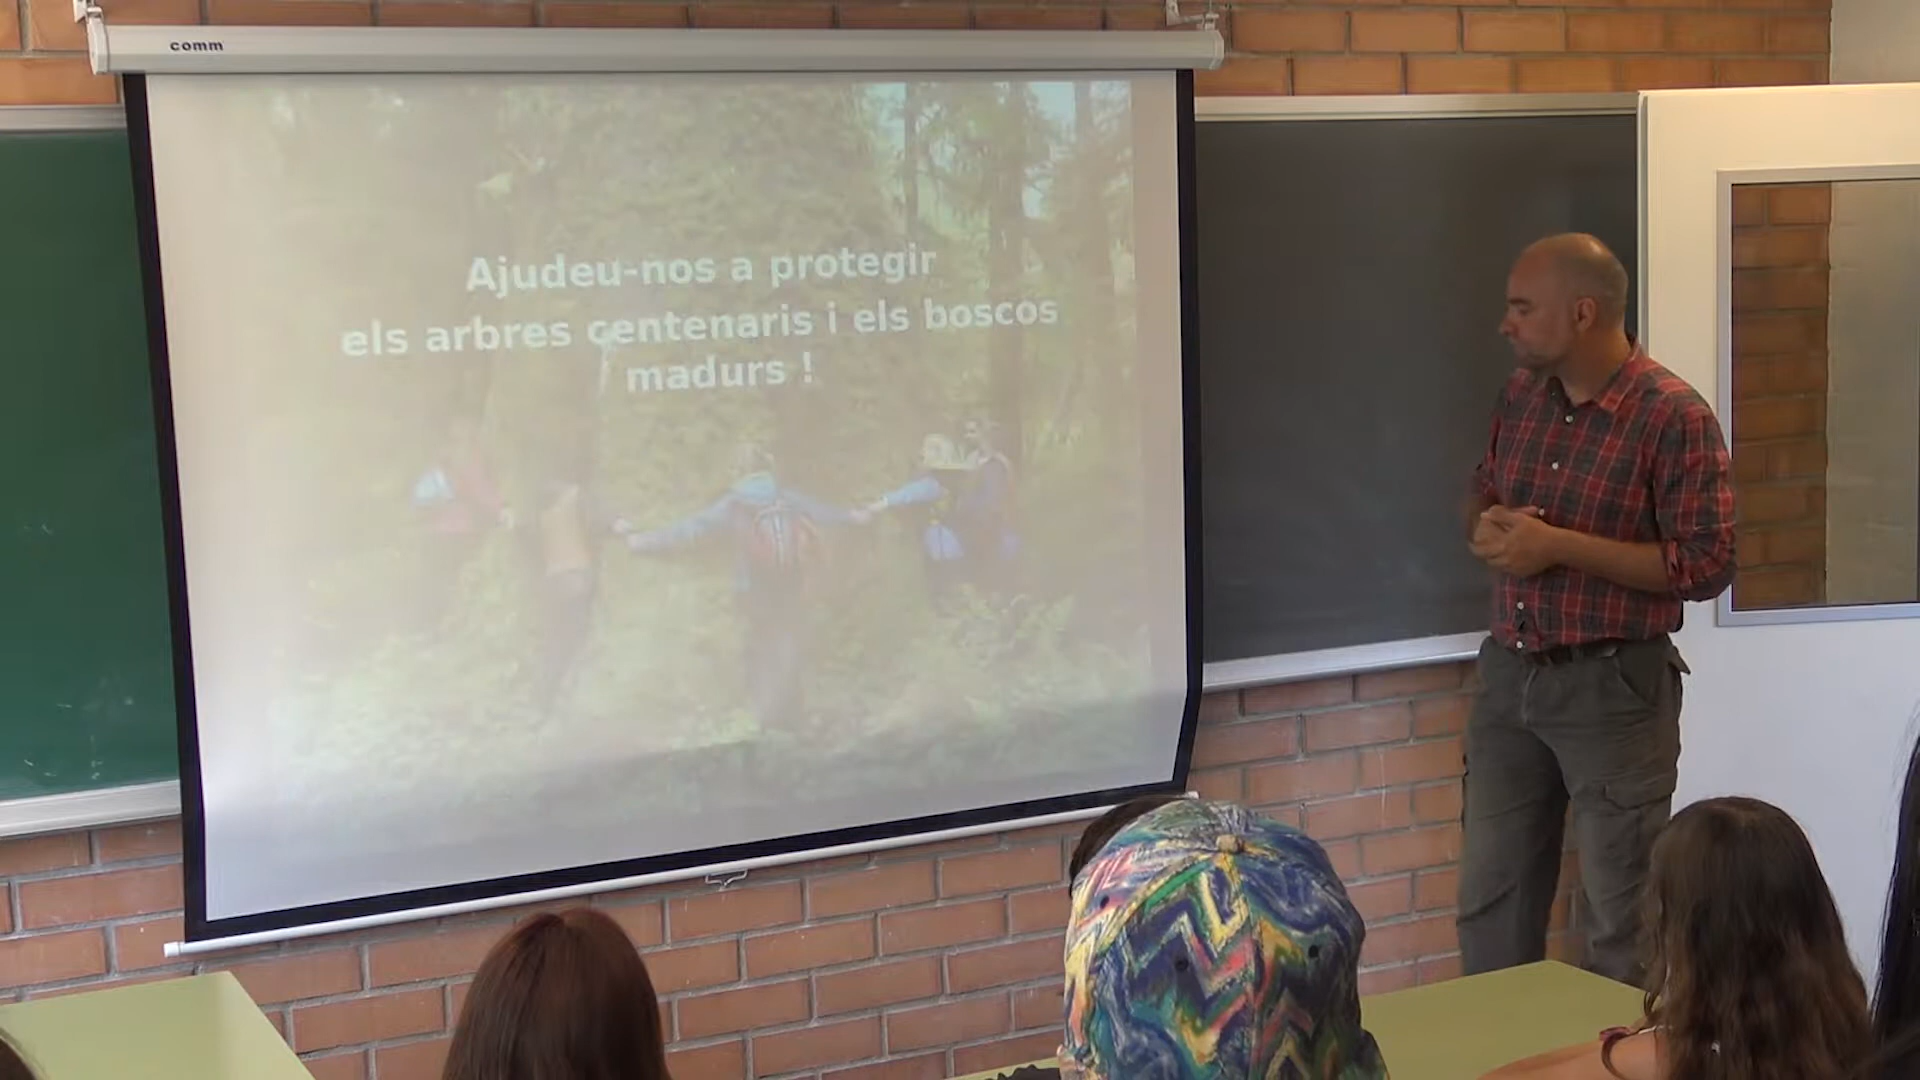 comm
Ajudeu-nos a protegir
els arbres centenaris i els boscos
madurs !